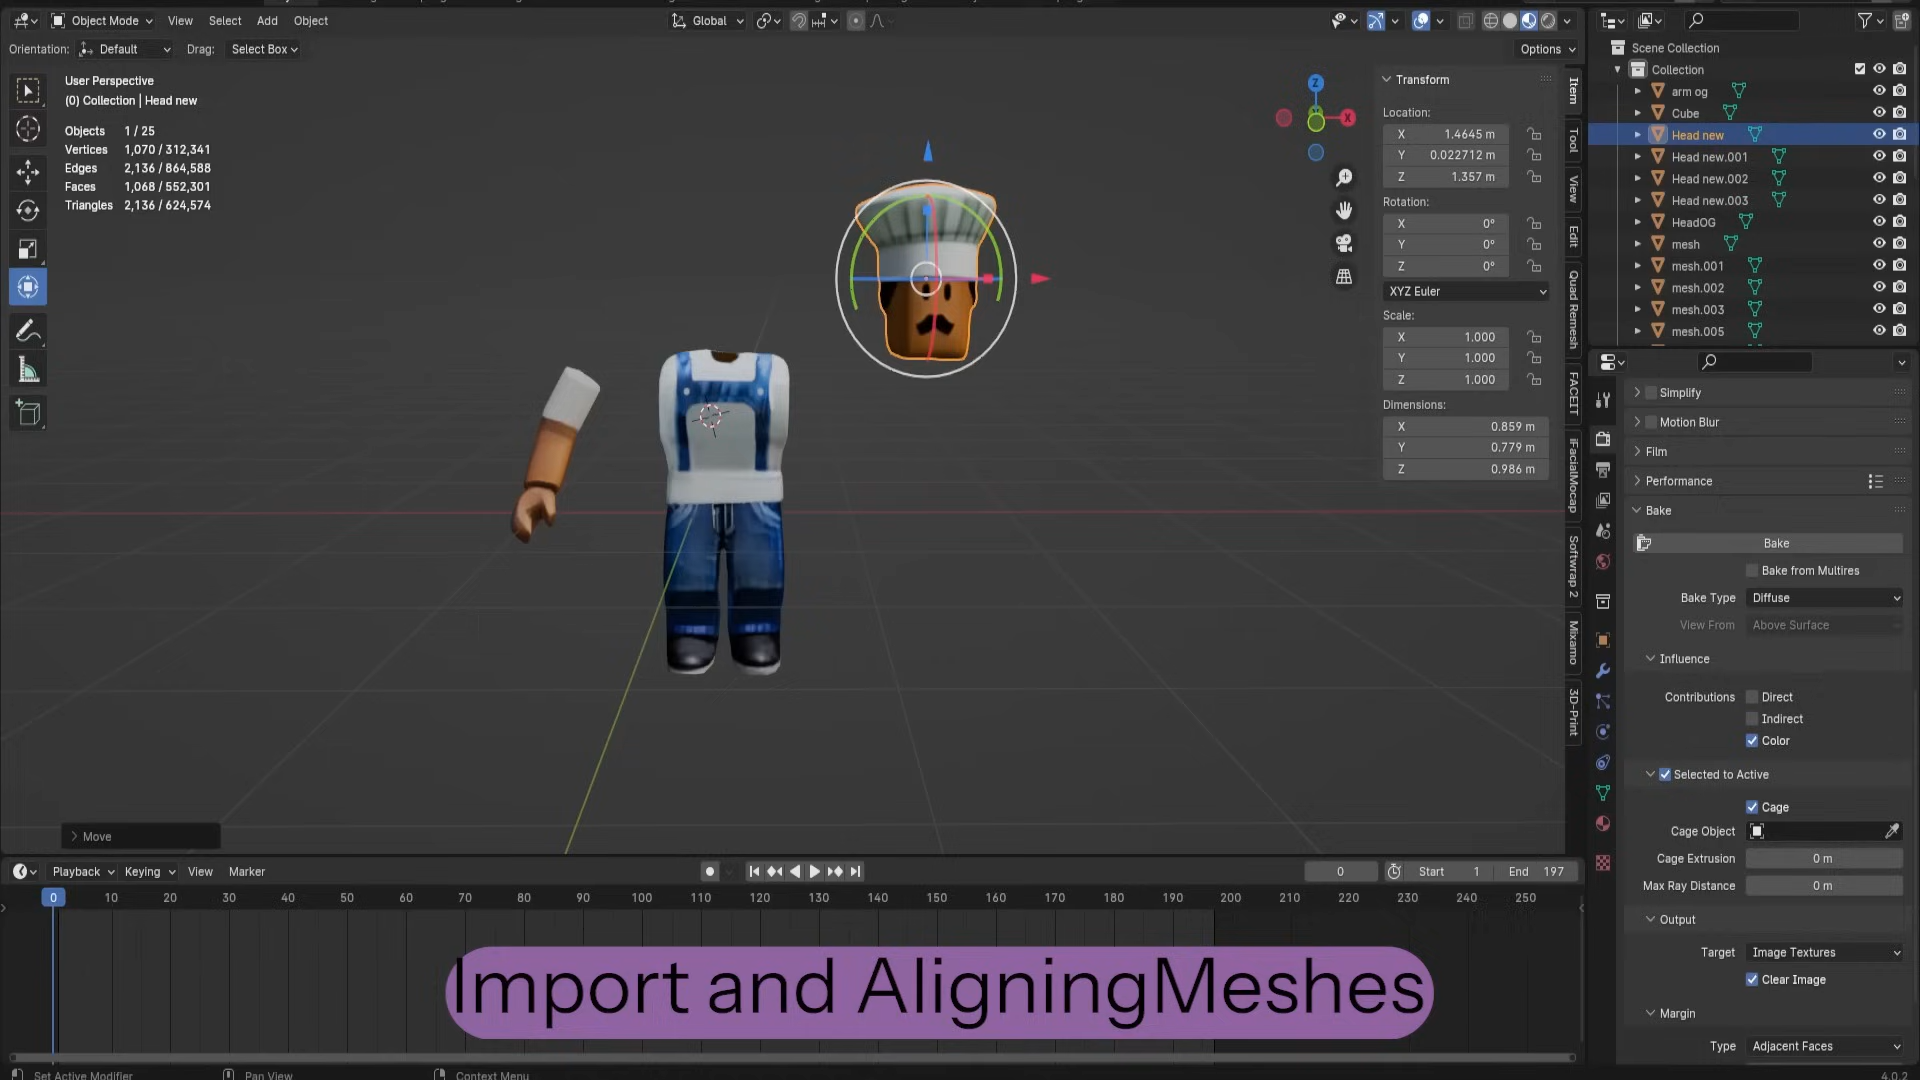 Object Mode View Select Add Object Global
Orientation: Default Drag: Select Box Options
User Perspective
(0) Collection | Head new
Objects 1 / 25
Vertices 1,070 / 312,341
Edges 2,136 / 864,588
Faces 1,068 / 552,301
Triangles 2,136 / 624,574
Z
X
Transform
Location:
X 1.4645 m
Y 0.022712 m
Z 1.357 m
Rotation:
X 0°
Y 0°
Z 0°
XYZ Euler
Scale:
X 1.000
Y 1.000
Z 1.000
Dimensions:
X 0.859 m
Y 0.779 m
Z 0.986 m
Item
Tool
View
Edit
Quad Remesh
FACEIT
iFacialMocap
Softwrap 2
Mixamo
3D-Print
Scene Collection
Collection
arm og
Cube
Head new
Head new.001
Head new.002
Head new.003
HeadOG
mesh
mesh.001
mesh.002
mesh.003
mesh.005
Simplify
Motion Blur
Film
Performance
Bake
Bake
Bake from Multires
Bake Type Diffuse
View From Above Surface
Influence
Contributions Direct
Indirect
Color
Selected to Active
Cage
Cage Object
Cage Extrusion 0 m
Max Ray Distance 0 m
Output
Target Image Textures
Clear Image
Margin
Type Adjacent Faces
Move
Playback Keying View Marker 0 Start 1 End 197
0 10 20 30 40 50 60 70 80 90 100 110 120 130 140 150 160 170 180 190 200 210 220 230 240 250
Import and AligningMeshes
Set Active Modifier Pan View Context Menu 4.0.2